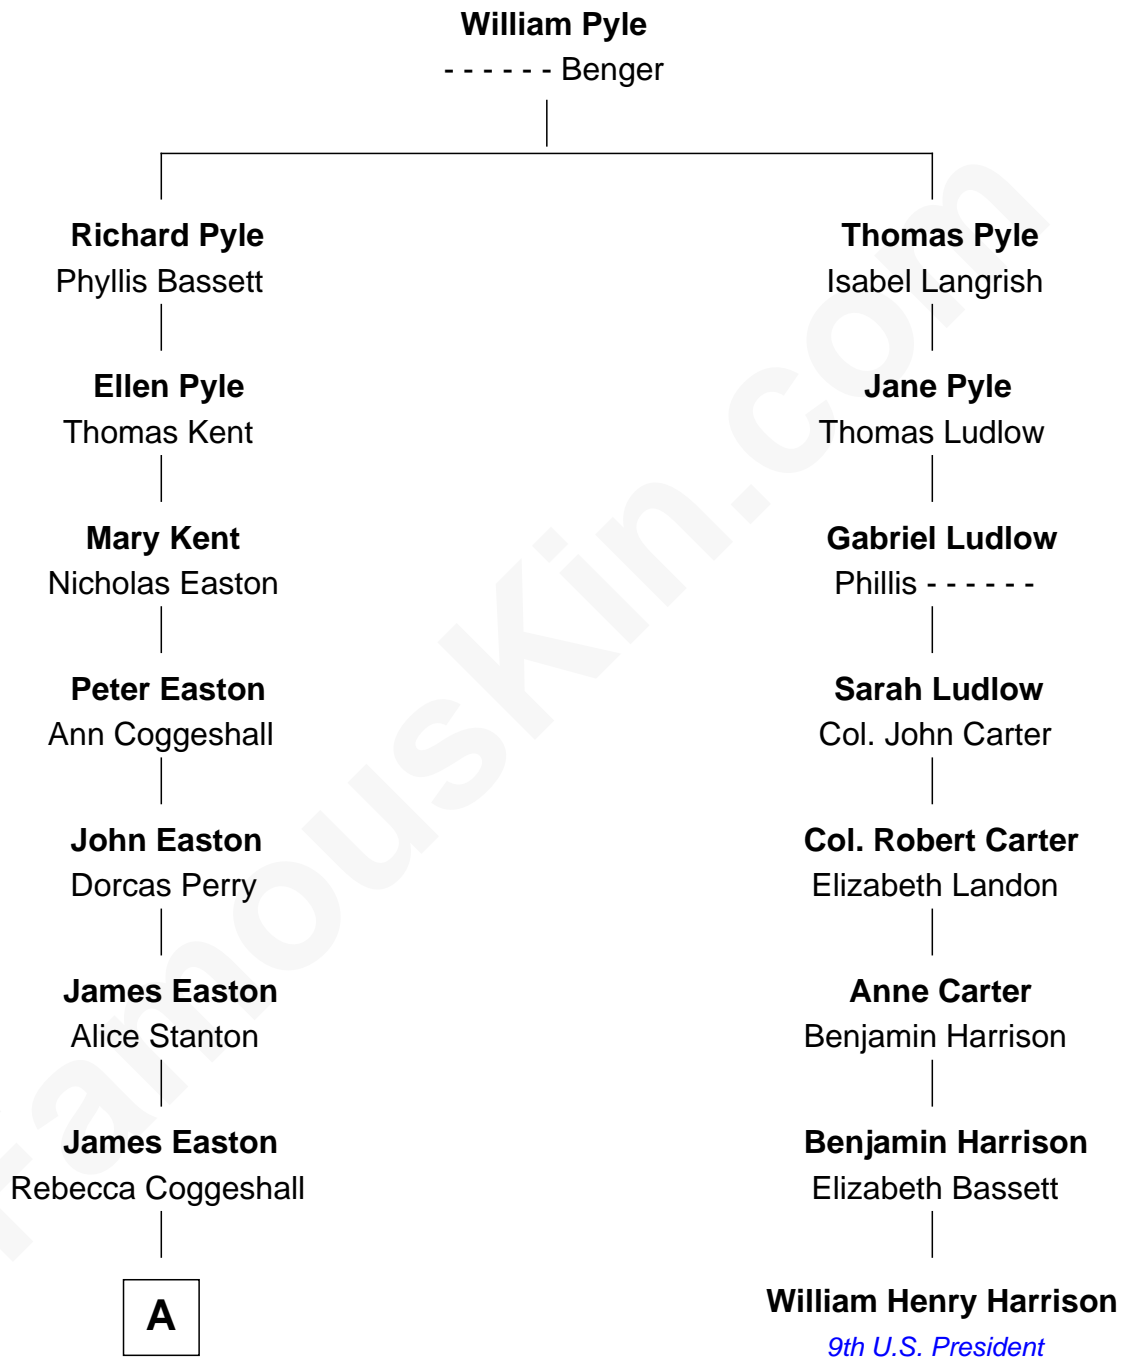 William Pyle
- - - - - - Benger
Richard Pyle
Phyllis Bassett
Ellen Pyle
Thomas Kent
Mary Kent
Nicholas Easton
Peter Easton
Ann Coggeshall
John Easton
Dorcas Perry
James Easton
Alice Stanton
James Easton
Rebecca Coggeshall
A
Thomas Pyle
Isabel Langrish
Jane Pyle
Thomas Ludlow
Gabriel Ludlow
Phillis - - - - - -
Sarah Ludlow
Col. John Carter
Col. Robert Carter
Elizabeth Landon
Anne Carter
Benjamin Harrison
Benjamin Harrison
Elizabeth Bassett
William Henry Harrison
9th U.S. President
FamousKin.com